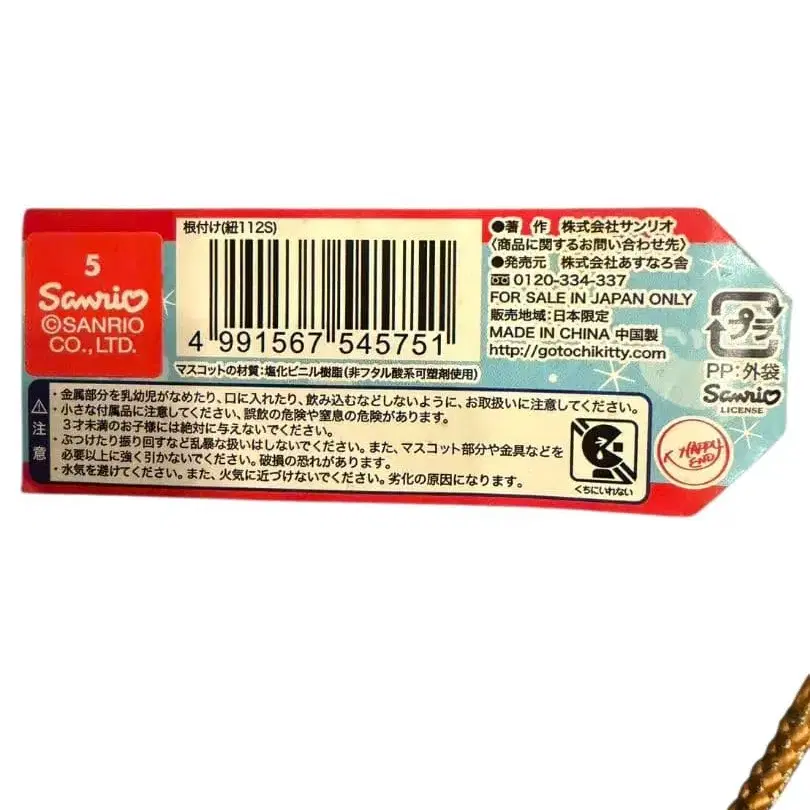 5
Sanrio
©SANRIO
CO., LTD.
根付け(紐112S)
4 991567 545751
マスコットの材質：塩化ビニル樹脂(非フタル酸系可塑剤使用)
●著 作 株式会社サンリオ
〈商品に関するお問い合わせ先〉
●発売元 株式会社あすなろ舎
0120-334-337
FOR SALE IN JAPAN ONLY
販売地域：日本限定
MADE IN CHINA 中国製
http://gotochikitty.com
プラ
PP：外袋
Sanrio
LICENSE
HAPPY
END
注意
・金属部分を乳幼児がなめたり、口に入れたり、飲み込むなどしないように、お取扱いに注意してください。
・小さな付属品に注意してください、誤飲の危険や窒息の危険があります。
3才未満のお子様には絶対に与えないでください。
・ぶつけたり振り回すなど乱暴な扱いはしないでください。また、マスコット部分や金具などを
必要以上に強く引かないでください。破損の恐れがあります。
・水気を避けてください。また、火気に近づけないでください。劣化の原因になります。
くちにいれない